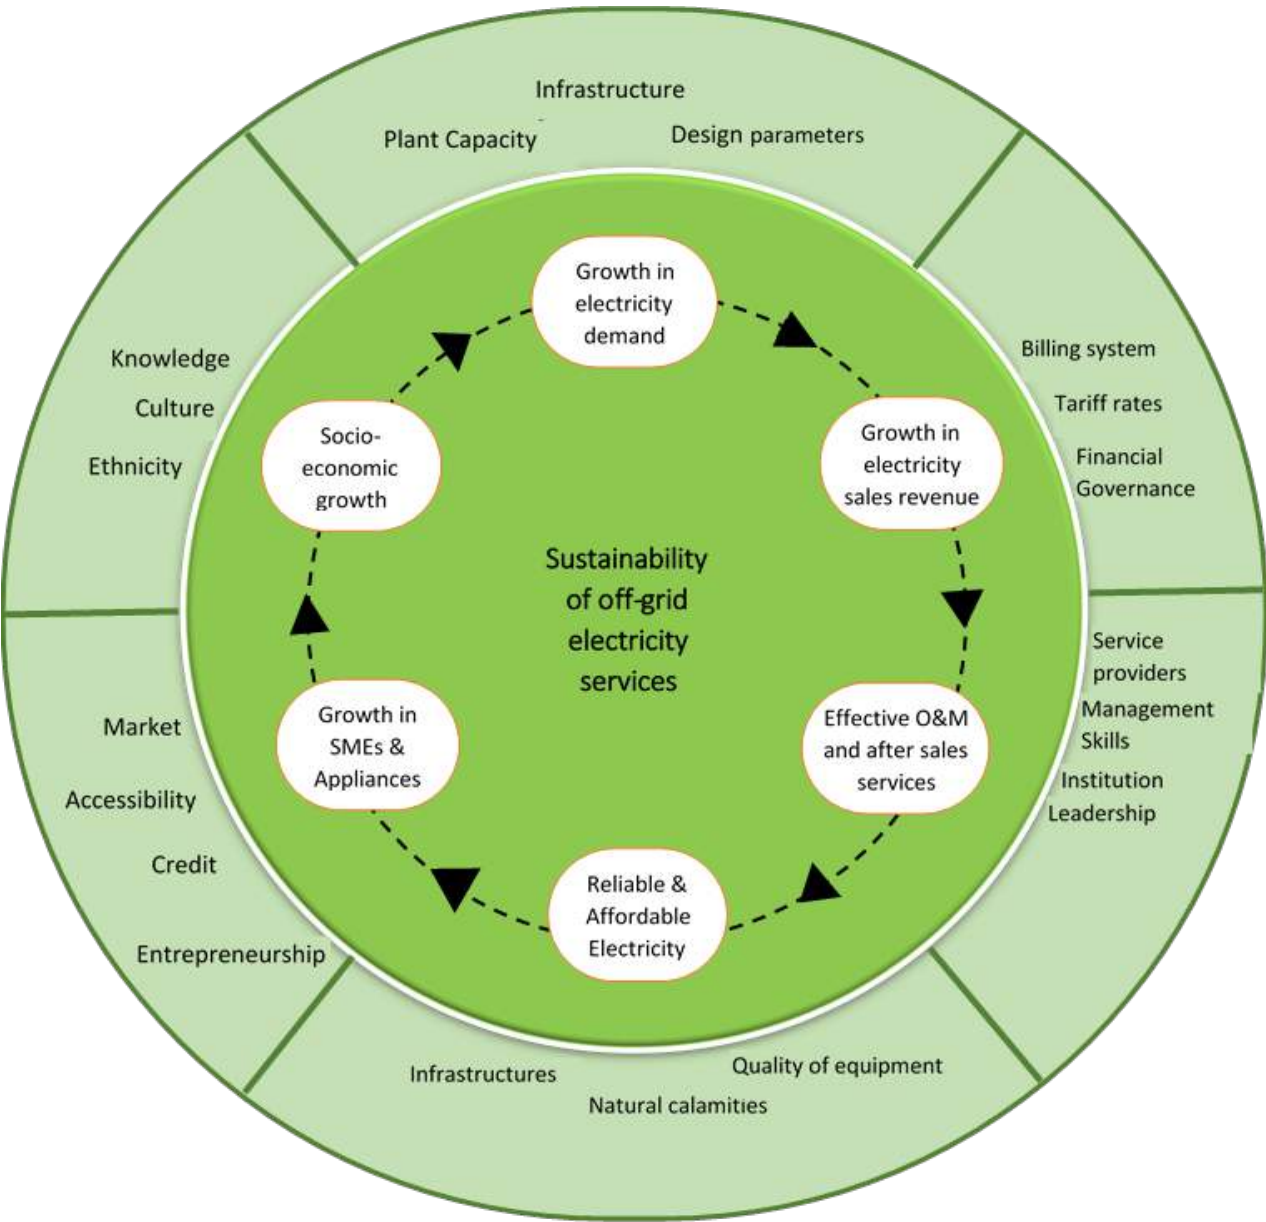 Infrastructure
Plant Capacity
Design parameters
Growth in
electricity
demand
Billing system
Tariff rates
Financial
Governance
Growth in
electricity
sales revenue
Service
providers
Management
Skills
Institution
Leadership
Effective O&M
and after sales
services
Quality of equipment
Infrastructures
Natural calamities
Reliable &
Affordable
Electricity
Market
Accessibility
Credit
Entrepreneurship
Growth in
SMEs &
Appliances
Knowledge
Culture
Ethnicity
Socio-
economic
growth
Sustainability
of off-grid
electricity
services